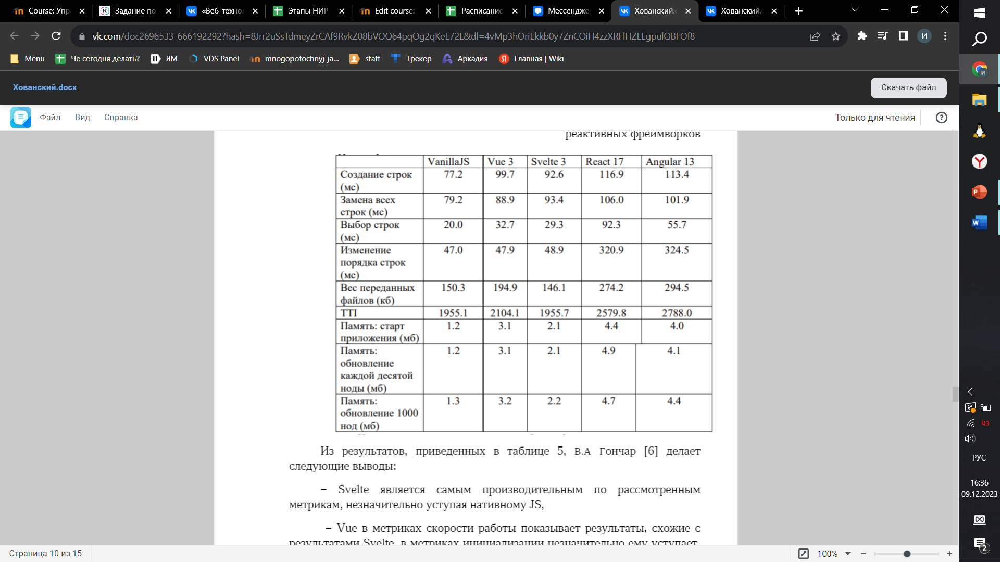 Course: Упр
Задание по
«Веб-техно
Этапы НИР
Edit course:
Расписание
Мессендже
Хованский.
Хованский.
vk.com/doc2696533_666192292?hash=8Jrr2uSsTdmeyZrCAf9RvkZ08bVOQ64pqOg2qKeE72L&dl=4vMp3hOriEkkb0y7ZnCOiH4zzXRFlHZLEgpulQBFOf8
И
Menu
Че сегодня делать?
ЯМ
VDS Panel
mnogopotochnyj-ja...
staff
Трекер
Аркадия
Главная | Wiki
Хованский.docx
Скачать файл
Файл Вид Справка
Только для чтения
реактивных фреймворков
VanillaJS Vue 3 Svelte 3 React 17 Angular 13
Создание строк 77.2 99.7 92.6 116.9 113.4
(мс)
Замена всех 79.2 88.9 93.4 106.0 101.9
строк (мс)
Выбор строк 20.0 32.7 29.3 92.3 55.7
(мс)
Изменение 47.0 47.9 48.9 320.9 324.5
порядка строк
(мс)
Вес переданных 150.3 194.9 146.1 274.2 294.5
файлов (кб)
TTI 1955.1 2104.1 1955.7 2579.8 2788.0
Память: старт 1.2 3.1 2.1 4.4 4.0
приложения (мб)
Память: 1.2 3.1 2.1 4.9 4.1
обновление
каждой десятой
ноды (мб)
Память: 1.3 3.2 2.2 4.7 4.4
обновление 1000
нод (мб)
Из результатов, приведенных в таблице 5, В.А Гончар [6] делает
следующие выводы:
– Svelte является самым производительным по рассмотренным
метрикам, незначительно уступая нативному JS,
– Vue в метриках скорости работы показывает результаты, схожие с
результатами Svelte, в метриках инициализации незначительно ему уступает,
Страница 10 из 15
100%
ЧЗ
РУС
16:36
09.12.2023
2